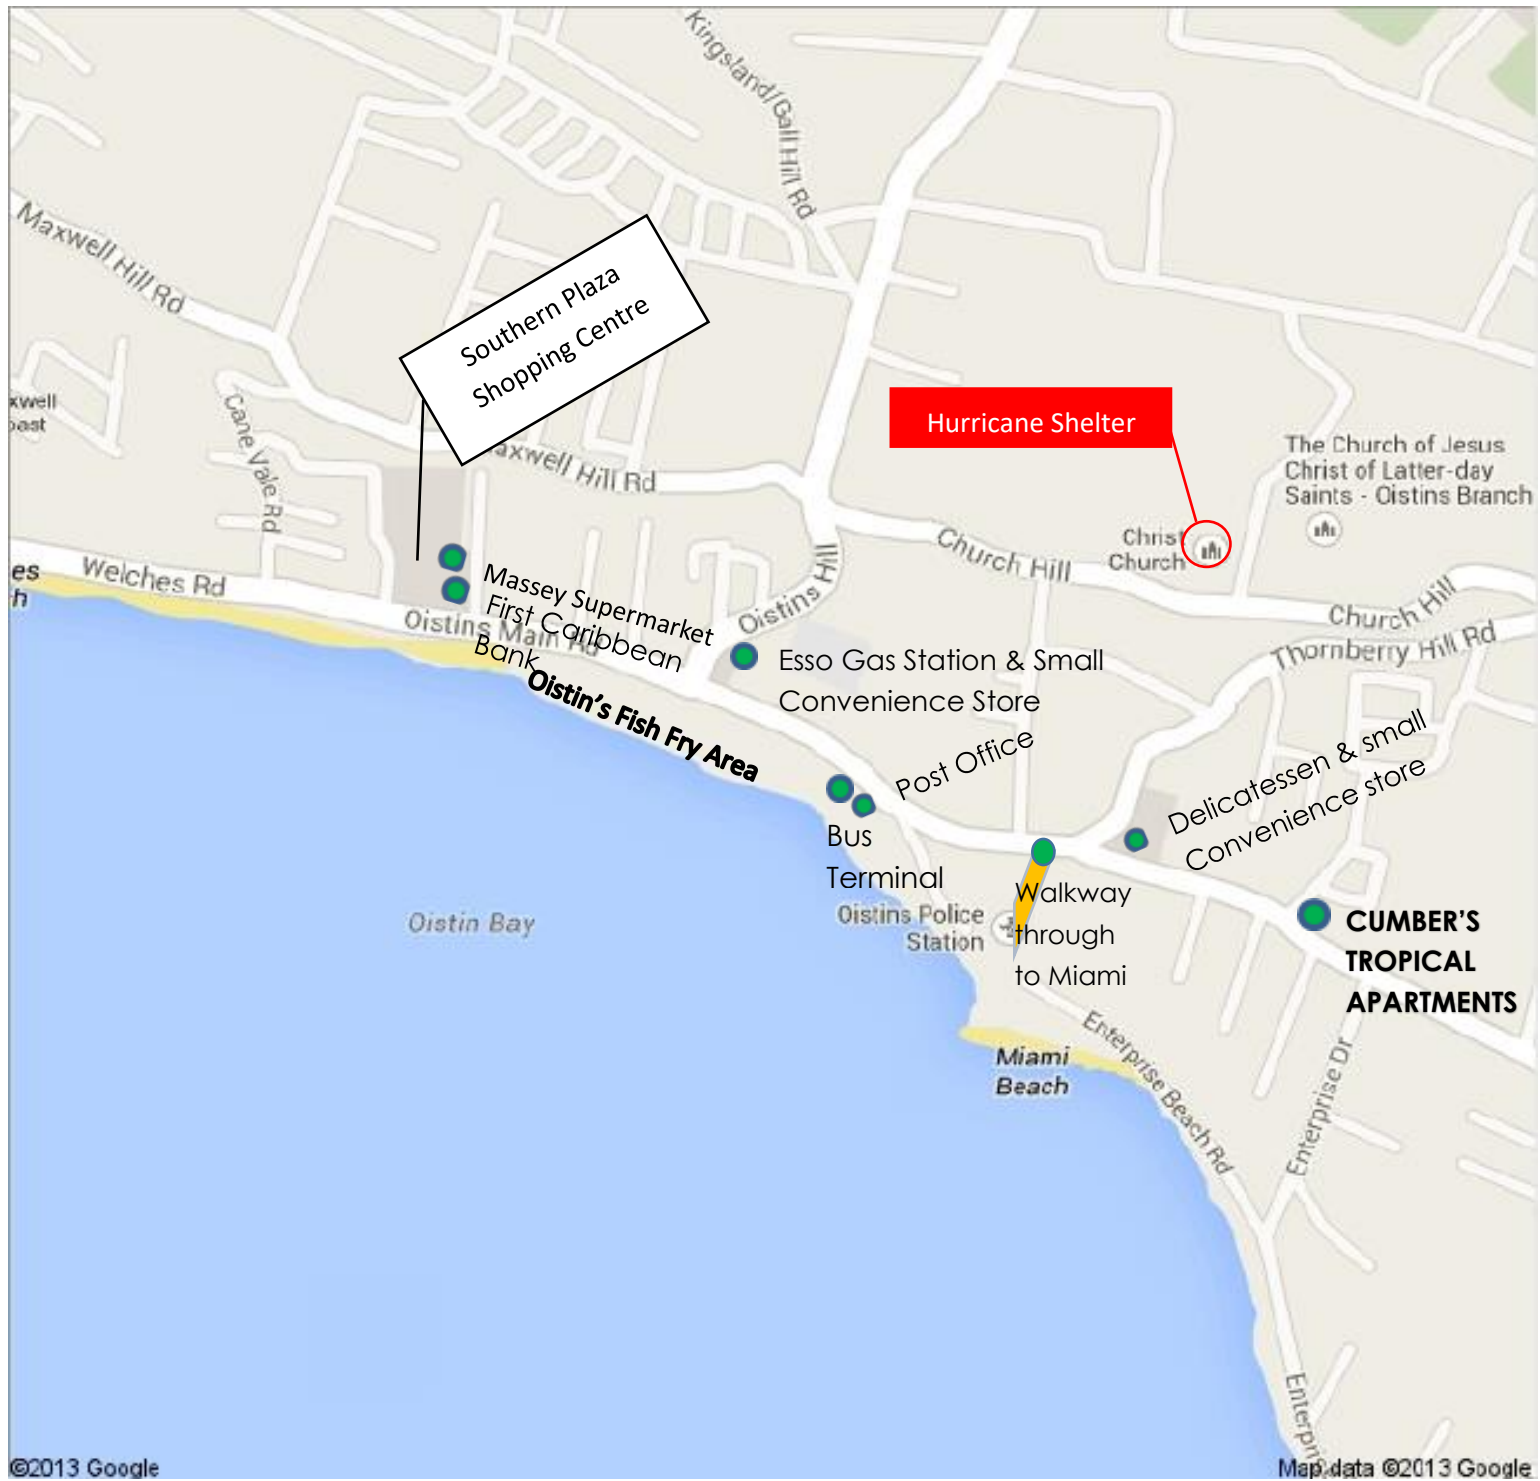 Kingsland/Gall Hill Rd
Maxwell Hill Rd
Southern Plaza
Shopping Centre
xwell
oast
Cane Vale Rd
axwell Hill Rd
Hurricane Shelter
The Church of Jesus
Christ of Latter-day
Saints - Oistins Branch
Christ
Church
Church Hill
Oistins Hill
es
h
Welches Rd
Massey Supermarket
First Caribbean
Bank
Oistins Main Rd
Oistin's Fish Fry Area
Church Hill
Thornberry Hill Rd
Esso Gas Station & Small
Convenience Store
Post Office
Delicatessen & small
Convenience store
Bus
Terminal
Walkway
through
to Miami
Oistins Police
Station
Oistin Bay
CUMBER'S
TROPICAL
APARTMENTS
Miami
Beach
Enterprise Beach Rd
Enterprise Dr
Enterpris
©2013 Google
Map data ©2013 Google